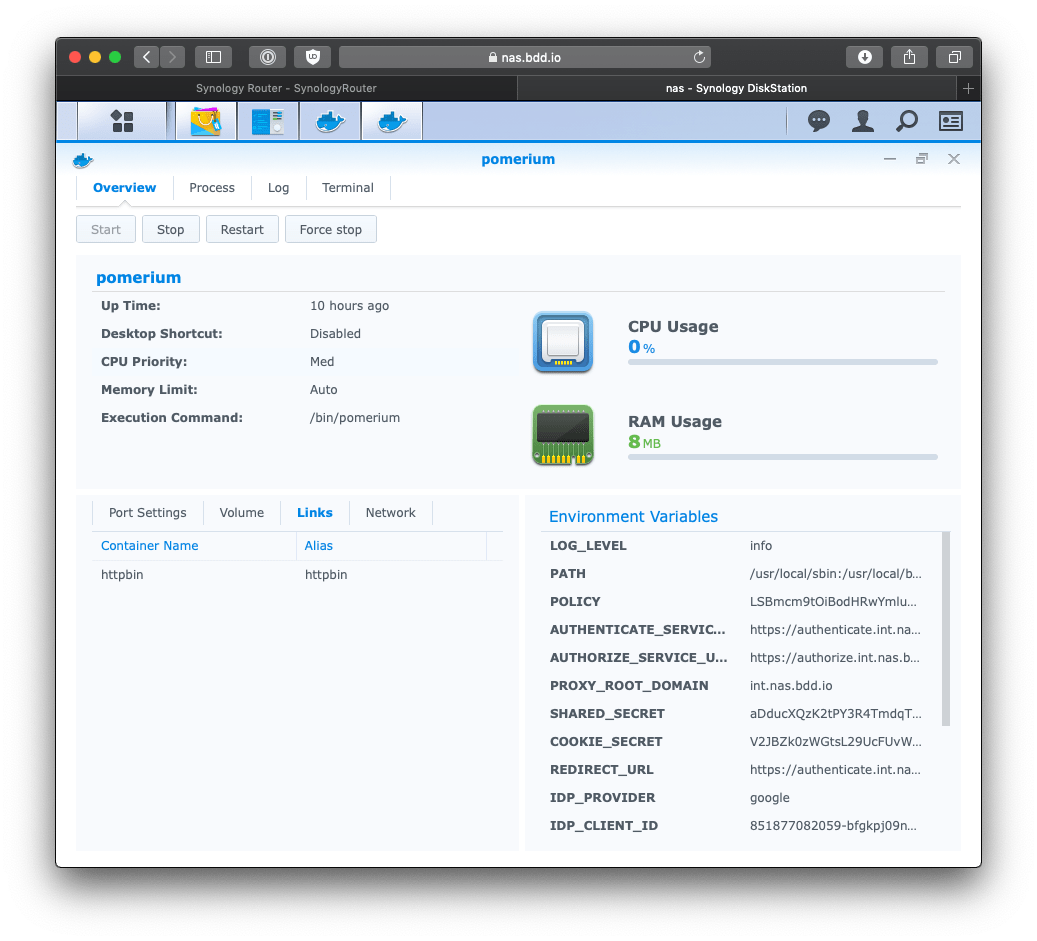 nas.bdd.io
Synology Router - SynologyRouter
nas - Synology DiskStation
pomerium
Overview Process Log Terminal
Start Stop Restart Force stop
pomerium
Up Time: 10 hours ago
Desktop Shortcut: Disabled
CPU Priority: Med
Memory Limit: Auto
Execution Command: /bin/pomerium
CPU Usage
0 %
RAM Usage
8 MB
Port Settings Volume Links Network
Container Name Alias
httpbin httpbin
Environment Variables
LOG_LEVEL info
PATH /usr/local/sbin:/usr/local/b...
POLICY LSBmcm9tOiBodHRwYmlu...
AUTHENTICATE_SERVIC... https://authenticate.int.na...
AUTHORIZE_SERVICE_U... https://authorize.int.nas.b...
PROXY_ROOT_DOMAIN int.nas.bdd.io
SHARED_SECRET aDducXQzK2tPY3R4TmdqT...
COOKIE_SECRET V2JBZk0zWGtsL29UcFUvW...
REDIRECT_URL https://authenticate.int.na...
IDP_PROVIDER google
IDP_CLIENT_ID 851877082059-bfgkpj09n...